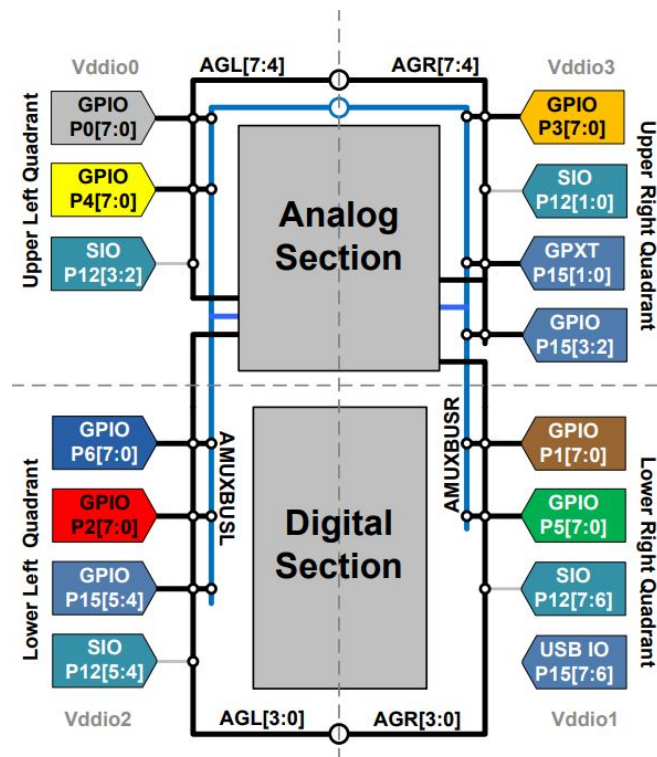 AGL[7:4]
AGR[7:4]
Vddio0
Vddio3
GPIO
P0[7:0]
GPIO
P4[7:0]
SIO
P12[3:2]
Upper Left Quadrant
Analog
Section
GPIO
P3[7:0]
SIO
P12[1:0]
GPXT
P15[1:0]
GPIO
P15[3:2]
Upper Right Quadrant
GPIO
P6[7:0]
GPIO
P2[7:0]
GPIO
P15[5:4]
SIO
P12[5:4]
Lower Left Quadrant
AMUXBUSL
Digital
Section
AMUXBUSR
GPIO
P1[7:0]
GPIO
P5[7:0]
SIO
P12[7:6]
USB IO
P15[7:6]
Lower Right Quadrant
Vddio2
AGL[3:0]
AGR[3:0]
Vddio1